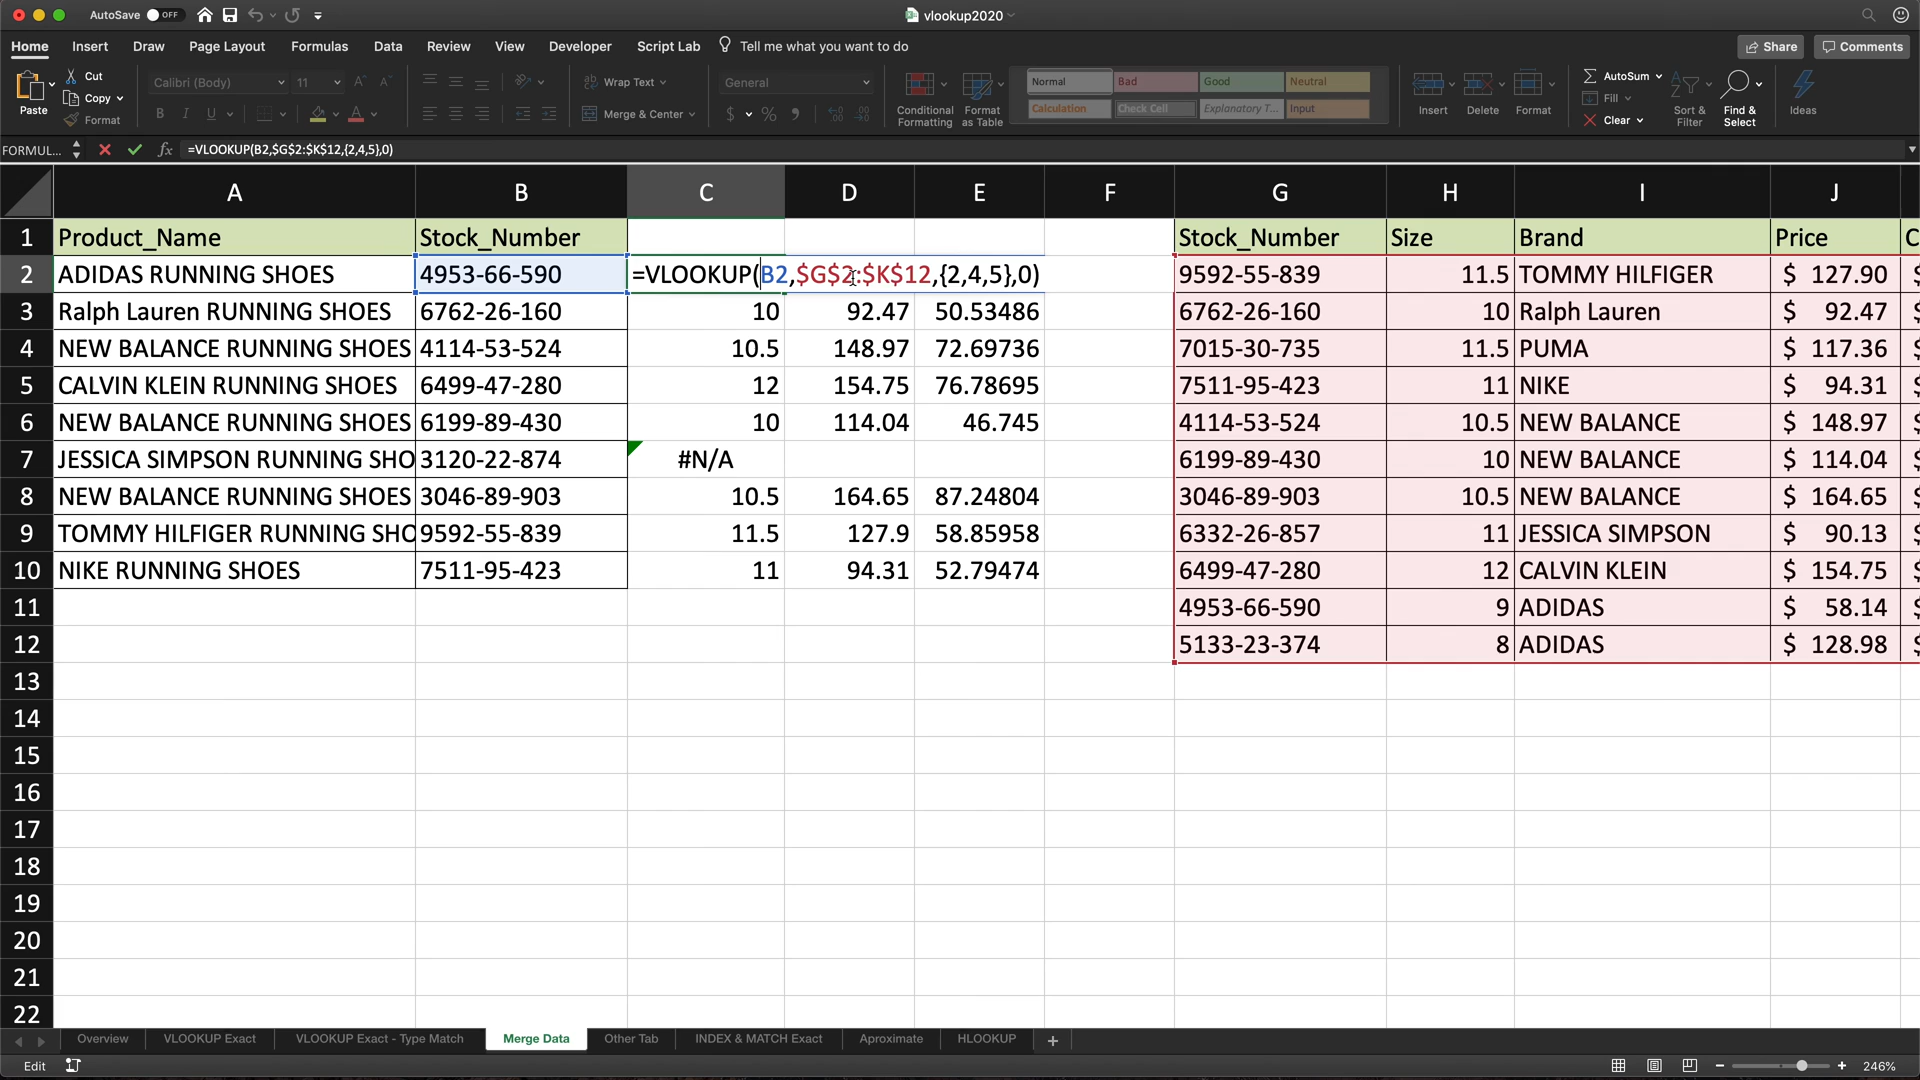 AutoSave OFF vlookup2020
Home Insert Draw Page Layout Formulas Data Review View Developer Script Lab Tell me what you want to do Share Comments
Paste Cut Copy Format
Calibri (Body) 11
Wrap Text
Merge & Center
General
$ %
Conditional Formatting
Format as Table
Normal Bad Good Neutral
Calculation Check Cell Explanatory T... Input
Insert Delete Format
AutoSum
Fill
Clear
Sort & Filter
Find & Select
Ideas
FORMUL... fx =VLOOKUP(B2,$G$2:$K$12,{2,4,5},0)
A B C D E F G H I J
1 Product_Name Stock_Number Stock_Number Size Brand Price C
2 ADIDAS RUNNING SHOES 4953-66-590 =VLOOKUP(B2,$G$2:$K$12,{2,4,5},0) 9592-55-839 11.5 TOMMY HILFIGER $ 127.90 $
3 Ralph Lauren RUNNING SHOES 6762-26-160 10 92.47 50.53486 6762-26-160 10 Ralph Lauren $ 92.47 $
4 NEW BALANCE RUNNING SHOES 4114-53-524 10.5 148.97 72.69736 7015-30-735 11.5 PUMA $ 117.36 $
5 CALVIN KLEIN RUNNING SHOES 6499-47-280 12 154.75 76.78695 7511-95-423 11 NIKE $ 94.31 $
6 NEW BALANCE RUNNING SHOES 6199-89-430 10 114.04 46.745 4114-53-524 10.5 NEW BALANCE $ 148.97 $
7 JESSICA SIMPSON RUNNING SHO 3120-22-874 #N/A 6199-89-430 10 NEW BALANCE $ 114.04 $
8 NEW BALANCE RUNNING SHOES 3046-89-903 10.5 164.65 87.24804 3046-89-903 10.5 NEW BALANCE $ 164.65 $
9 TOMMY HILFIGER RUNNING SHO 9592-55-839 11.5 127.9 58.85958 6332-26-857 11 JESSICA SIMPSON $ 90.13 $
10 NIKE RUNNING SHOES 7511-95-423 11 94.31 52.79474 6499-47-280 12 CALVIN KLEIN $ 154.75 $
11 4953-66-590 9 ADIDAS $ 58.14 $
12 5133-23-374 8 ADIDAS $ 128.98 $
13
14
15
16
17
18
19
20
21
22
Overview VLOOKUP Exact VLOOKUP Exact - Type Match Merge Data Other Tab INDEX & MATCH Exact Aproximate HLOOKUP +
Edit 246%